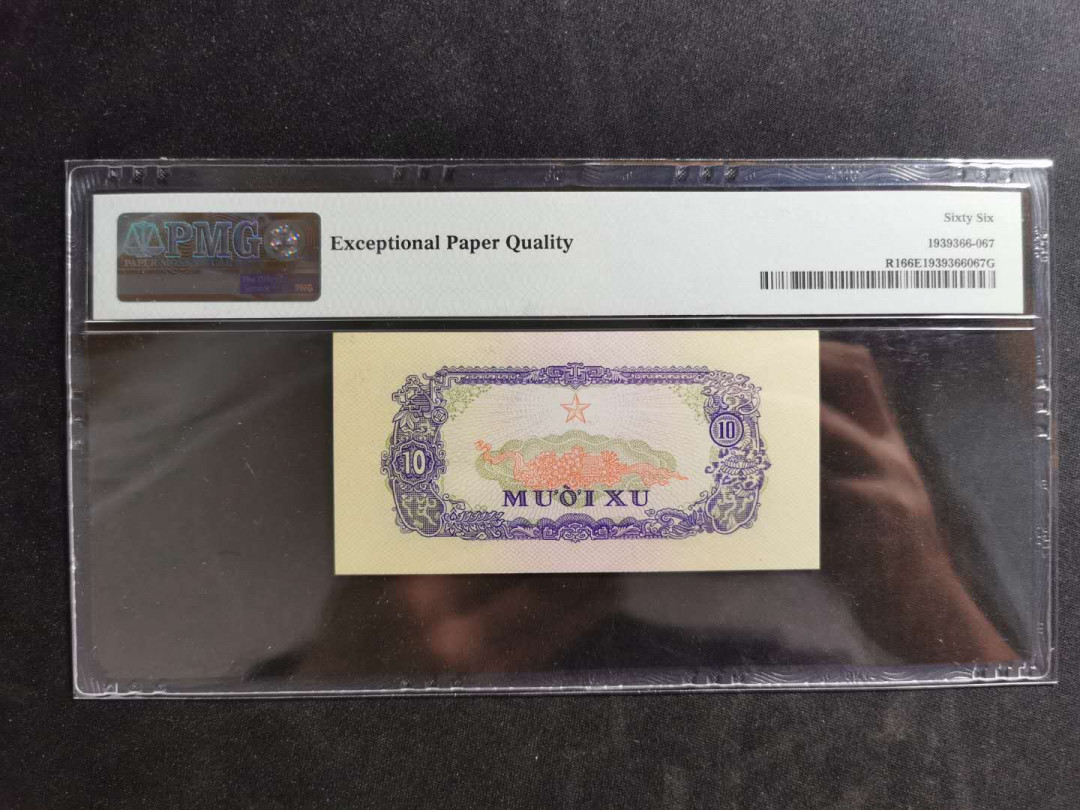 PMG
Exceptional Paper Quality
Sixty Six
1939366-067
R166E1939366067G
10
10
MƯỜI XU